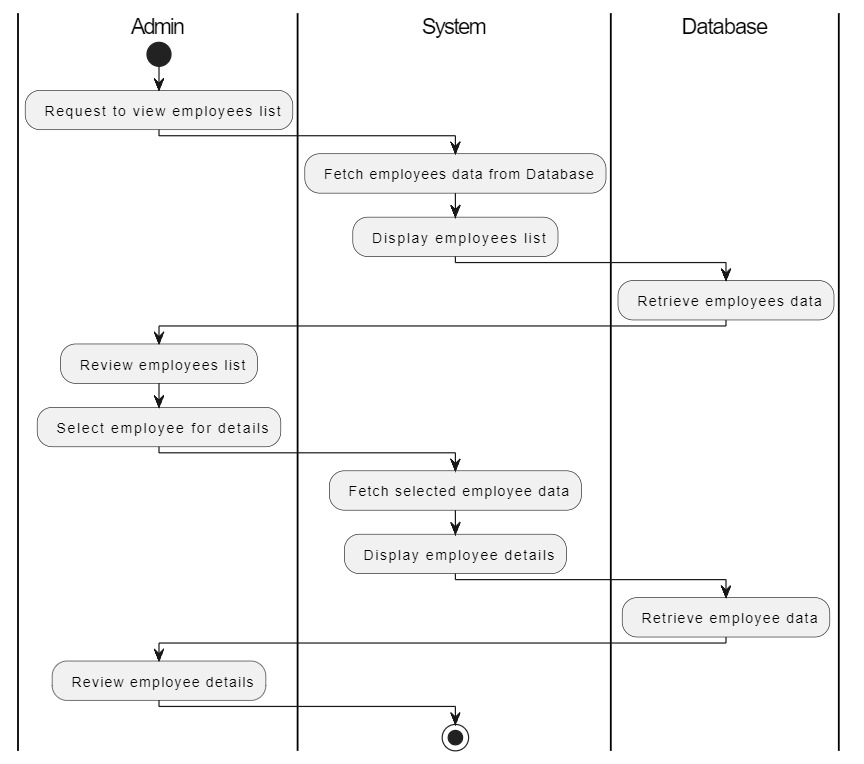 Admin
System
Database
Request to view employees list
Fetch employees data from Database
Display employees list
Retrieve employees data
Review employees list
Select employee for details
Fetch selected employee data
Display employee details
Retrieve employee data
Review employee details